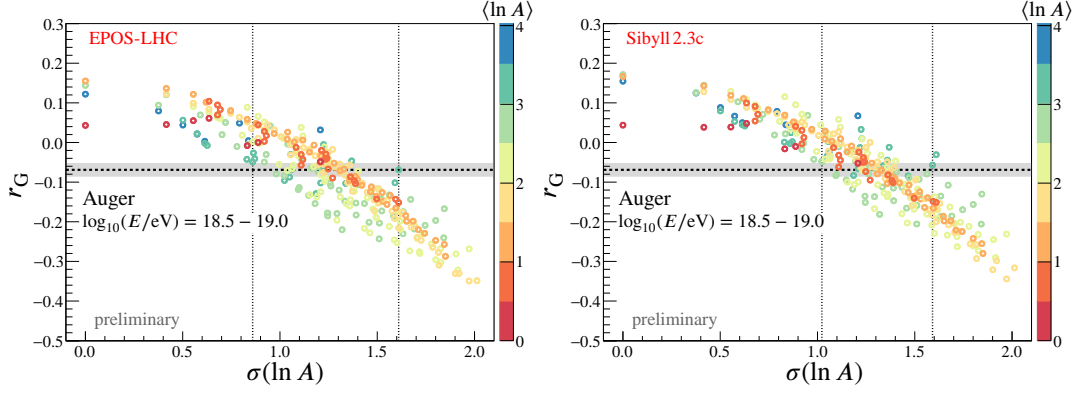 ⟨ln A⟩
EPOS-LHC
0.3
0.2
0.1
0.0
−0.1
−0.2
−0.3
−0.4
−0.5
r_G
Auger
log₁₀(E/eV) = 18.5 − 19.0
preliminary
0.0 0.5 1.0 1.5 2.0
σ(ln A)
4
3
2
1
0
⟨ln A⟩
Sibyll 2.3c
0.3
0.2
0.1
0.0
−0.1
−0.2
−0.3
−0.4
−0.5
r_G
Auger
log₁₀(E/eV) = 18.5 − 19.0
preliminary
0.0 0.5 1.0 1.5 2.0
σ(ln A)
4
3
2
1
0